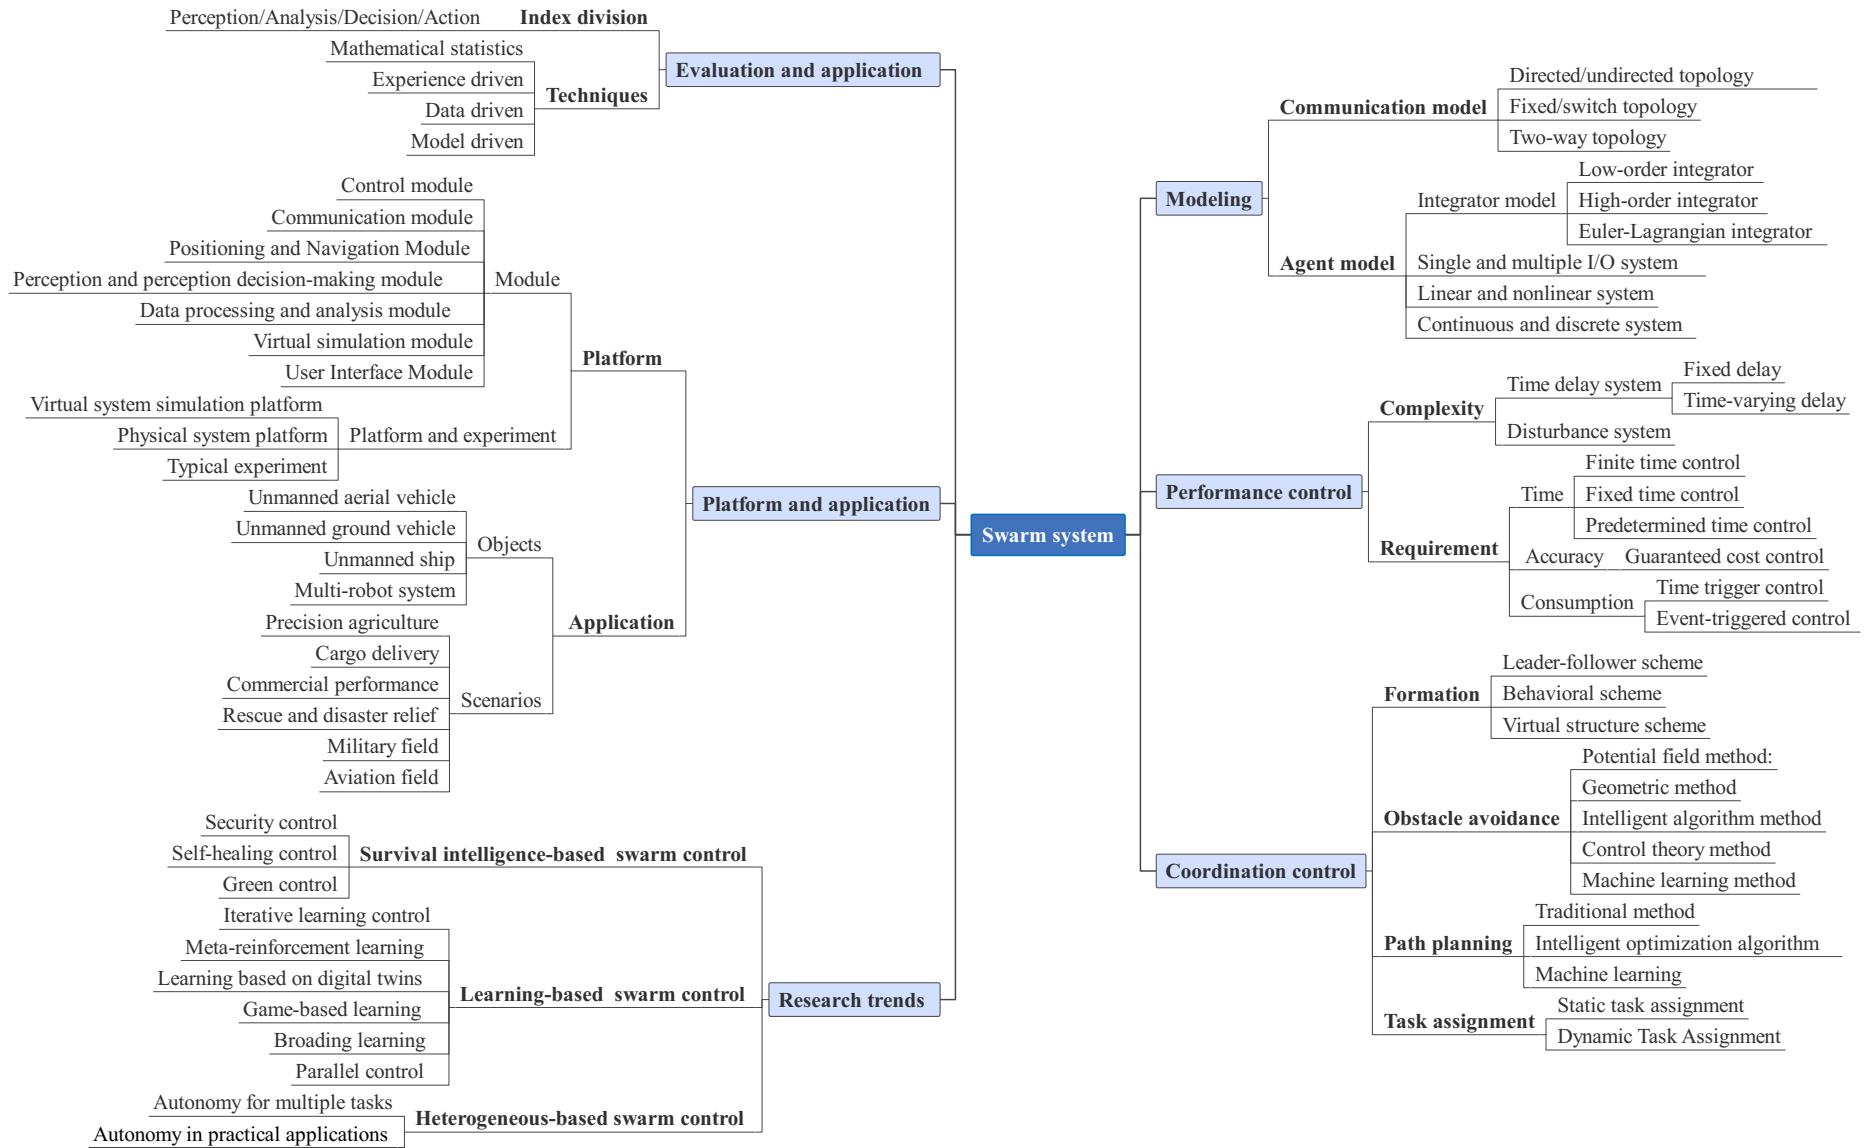 Perception/Analysis/Decision/Action
Index division
Mathematical statistics
Experience driven
Data driven
Model driven
Techniques
Evaluation and application
Control module
Communication module
Positioning and Navigation Module
Perception and perception decision-making module
Data processing and analysis module
Virtual simulation module
User Interface Module
Module
Virtual system simulation platform
Physical system platform
Typical experiment
Platform and experiment
Platform
Unmanned aerial vehicle
Unmanned ground vehicle
Unmanned ship
Multi-robot system
Objects
Precision agriculture
Cargo delivery
Commercial performance
Rescue and disaster relief
Military field
Aviation field
Scenarios
Application
Platform and application
Security control
Self-healing control
Green control
Survival intelligence-based swarm control
Iterative learning control
Meta-reinforcement learning
Learning based on digital twins
Game-based learning
Broading learning
Parallel control
Learning-based swarm control
Autonomy for multiple tasks
Autonomy in practical applications
Heterogeneous-based swarm control
Research trends
Swarm system
Modeling
Communication model
Directed/undirected topology
Fixed/switch topology
Two-way topology
Agent model
Integrator model
Low-order integrator
High-order integrator
Euler-Lagrangian integrator
Single and multiple I/O system
Linear and nonlinear system
Continuous and discrete system
Performance control
Complexity
Time delay system
Fixed delay
Time-varying delay
Disturbance system
Requirement
Time
Finite time control
Fixed time control
Predetermined time control
Accuracy
Guaranteed cost control
Consumption
Time trigger control
Event-triggered control
Coordination control
Formation
Leader-follower scheme
Behavioral scheme
Virtual structure scheme
Obstacle avoidance
Potential field method:
Geometric method
Intelligent algorithm method
Control theory method
Machine learning method
Path planning
Traditional method
Intelligent optimization algorithm
Machine learning
Task assignment
Static task assignment
Dynamic Task Assignment